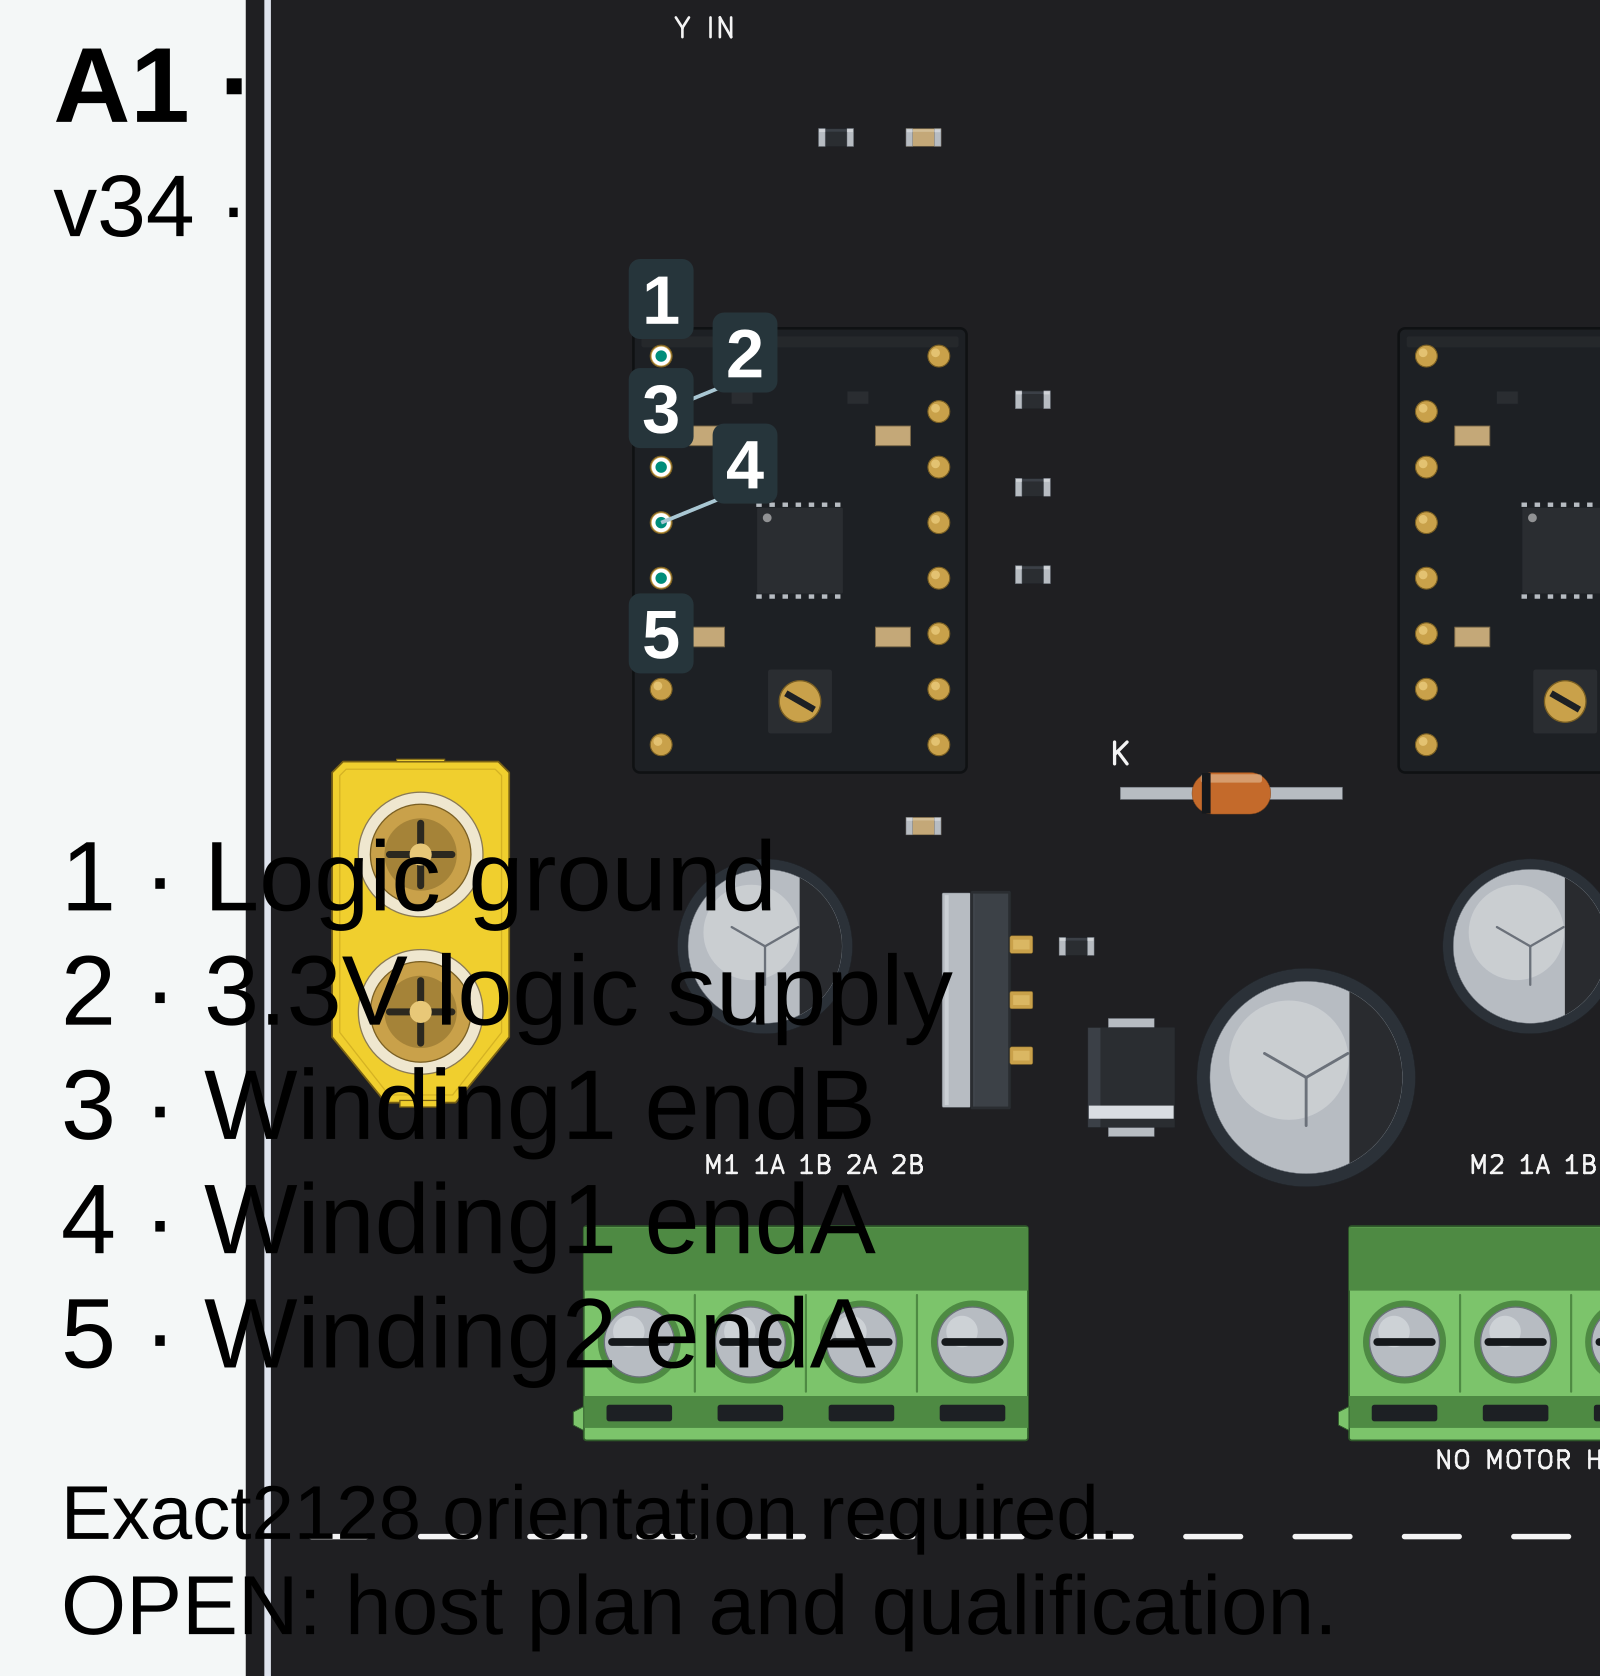 Y IN
A1 ·
v34 ·
1
2
3
4
5
K
1 · Logic ground
2 · 3.3V logic supply
3 · Winding1 endB
M1 1A 1B 2A 2B
M2 1A 1B
4 · Winding1 endA
5 · Winding2 endA
NO MOTOR H
Exact2128 orientation required.
OPEN: host plan and qualification.